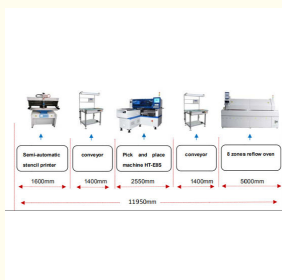 Semi-automatic
stencil printer
conveyor
Pick and place
machine HT-E8S
conveyor
8 zones reflow oven
1600mm
1400mm
2550mm
1400mm
5000mm
11950mm